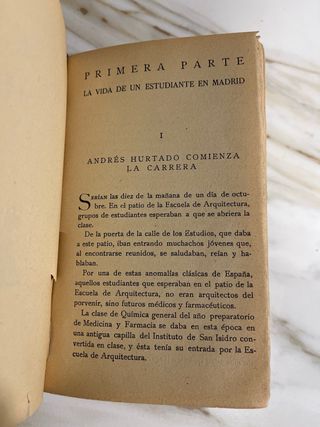 PRIMERA PARTE
LA VIDA DE UN ESTUDIANTE EN MADRID
I
ANDRÉS HURTADO COMIENZA
LA CARRERA
SERÍAN las diez de la mañana de un día de octu-
bre. En el patio de la Escuela de Arquitectura,
grupos de estudiantes esperaban a que se abriera la
clase.
De la puerta de la calle de los Estudios, que daba
a este patio, iban entrando muchachos jóvenes que,
al encontrarse reunidos, se saludaban, reían y ha-
blaban.
Por una de estas anomalías clásicas de España,
aquellos estudiantes que esperaban en el patio de la
Escuela de Arquitectura, no eran arquitectos del
porvenir, sino futuros médicos y farmacéuticos.
La clase de Química general del año preparatorio
de Medicina y Farmacia se daba en esta época en
una antigua capilla del Instituto de San Isidro con-
vertida en clase, y ésta tenía su entrada por la Es-
cuela de Arquitectura.